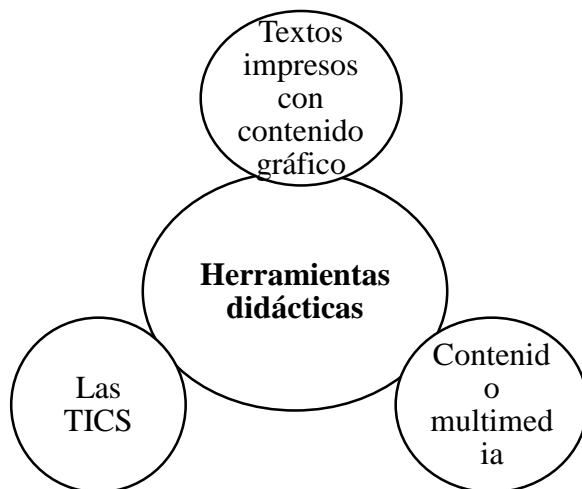 Textos
impresos
con
contenido
gráfico
Herramientas
didácticas
Las
TICS
Contenid
o
multimed
ia